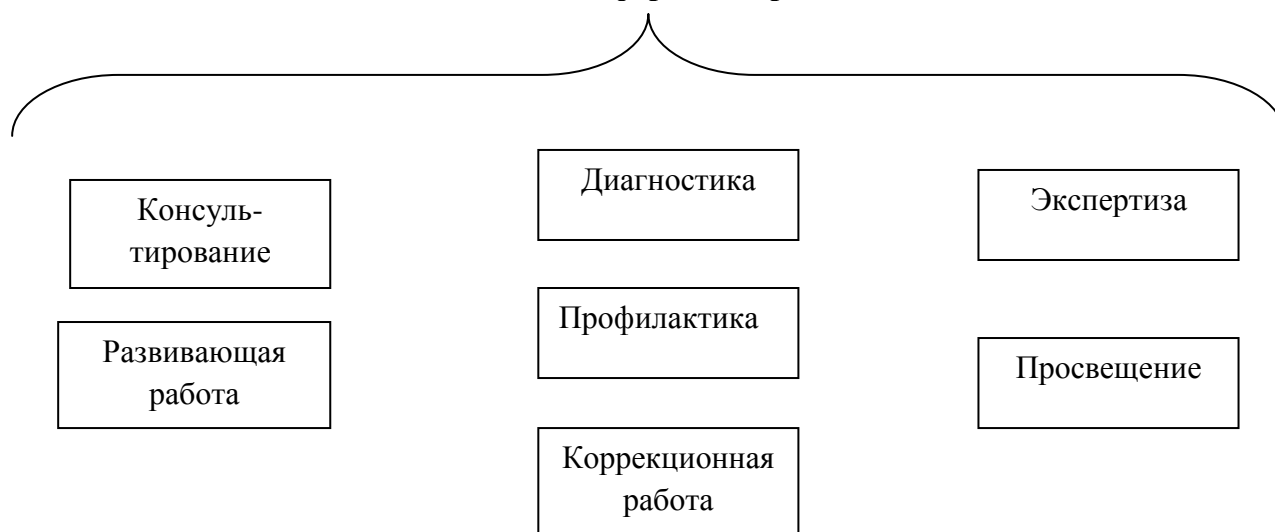 Консуль-
тирование
Развивающая
работа
Диагностика
Профилактика
Коррекционная
работа
Экспертиза
Просвещение